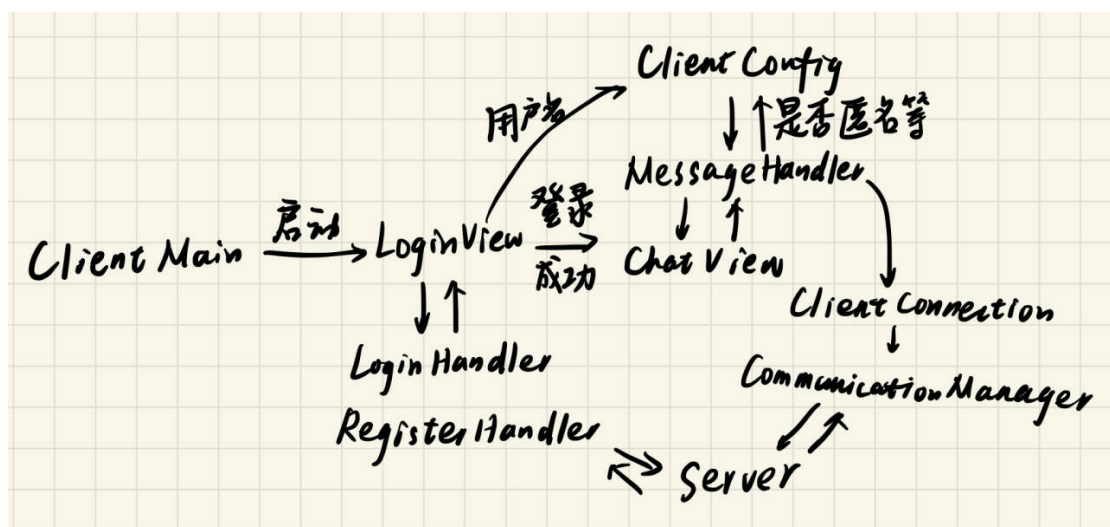 Client Config
用户名
是否匿名等
MessageHandler
启动
登录
Client Main
LoginView
成功
Chat View
Client Connection
Login Handler
CommunicationManager
RegisterHandler
Server